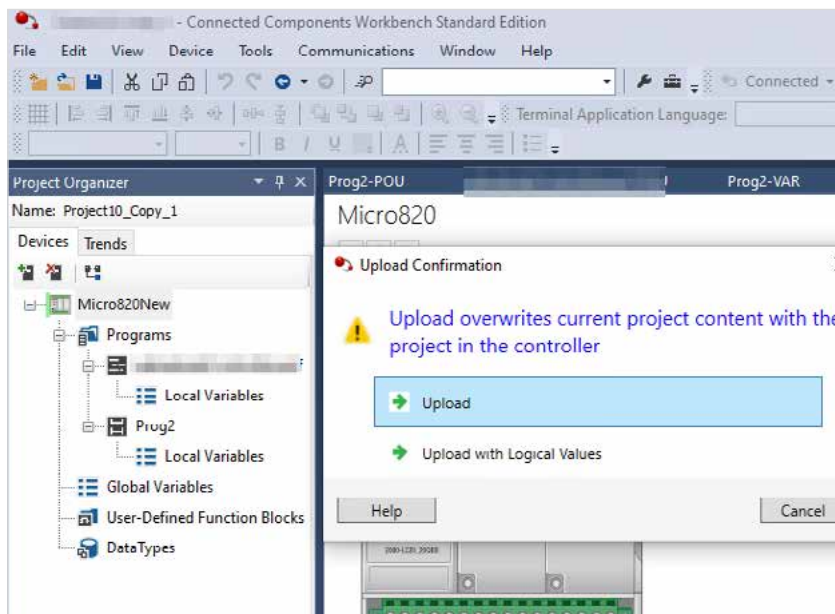 - Connected Components Workbench Standard Edition
File Edit View Device Tools Communications Window Help
Connected
Terminal Application Language:
B I U A
Project Organizer
Prog2-POU Prog2-VAR
Name: Project10_Copy_1
Micro820
Devices Trends
Upload Confirmation
Micro820New
Upload overwrites current project content with the
project in the controller
Programs
Local Variables
Upload
Prog2
Local Variables
Upload with Logical Values
Global Variables
Help Cancel
User-Defined Function Blocks
DataTypes